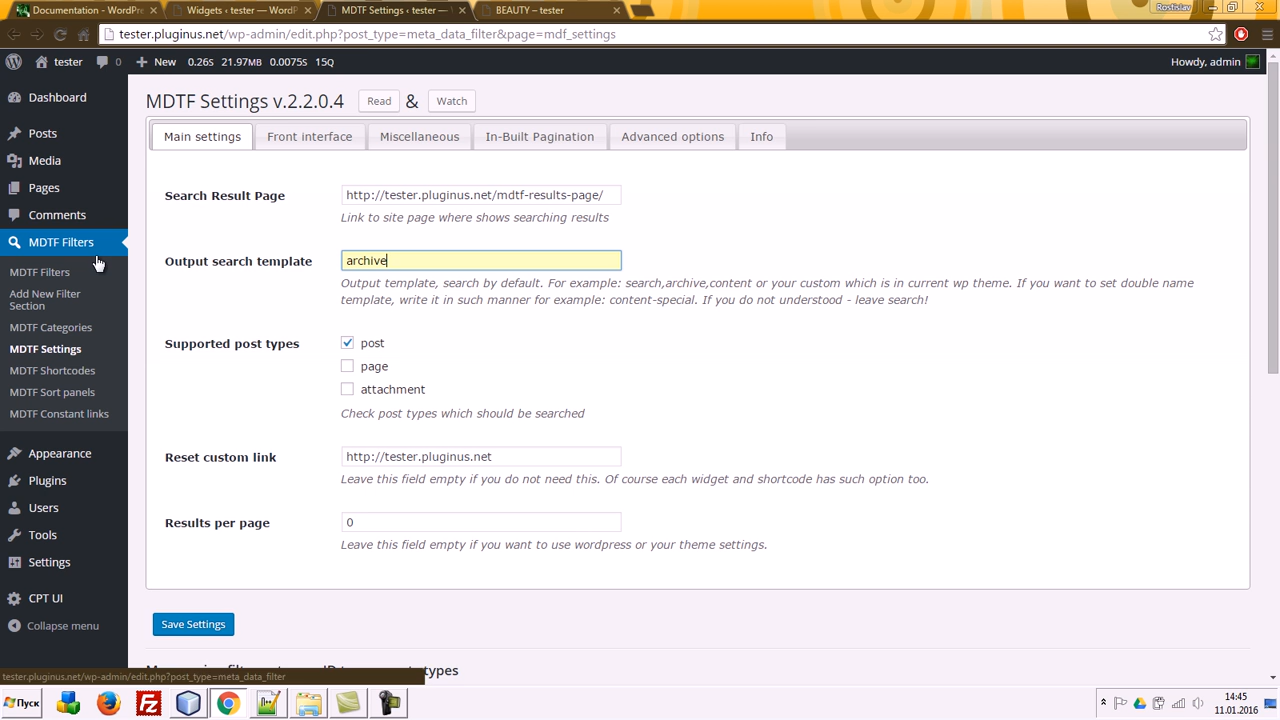 Documentation - WordPre
Widgets ‹ tester — WordP
MDTF Settings ‹ tester —
BEAUTY – tester
Rostislav
tester.pluginus.net/wp-admin/edit.php?post_type=meta_data_filter&page=mdf_settings
tester
0
New
0.26S
21.97MB
0.0075S
15Q
Howdy, admin
Dashboard
Posts
Media
Pages
Comments
MDTF Filters
MDTF Filters
Add New Filter
Section
MDTF Categories
MDTF Settings
MDTF Shortcodes
MDTF Sort panels
MDTF Constant links
Appearance
Plugins
Users
Tools
Settings
CPT UI
Collapse menu
MDTF Settings v.2.2.0.4
Read
&
Watch
Main settings
Front interface
Miscellaneous
In-Built Pagination
Advanced options
Info
Search Result Page
http://tester.pluginus.net/mdtf-results-page/
Link to site page where shows searching results
Output search template
archive
Output template, search by default. For example: search,archive,content or your custom which is in current wp theme. If you want to set double name
template, write it in such manner for example: content-special. If you do not understood - leave search!
Supported post types
post
page
attachment
Check post types which should be searched
Reset custom link
http://tester.pluginus.net
Leave this field empty if you do not need this. Of course each widget and shortcode has such option too.
Results per page
0
Leave this field empty if you want to use wordpress or your theme settings.
Save Settings
types
tester.pluginus.net/wp-admin/edit.php?post_type=meta_data_filter
Пуск
14:45
11.01.2016